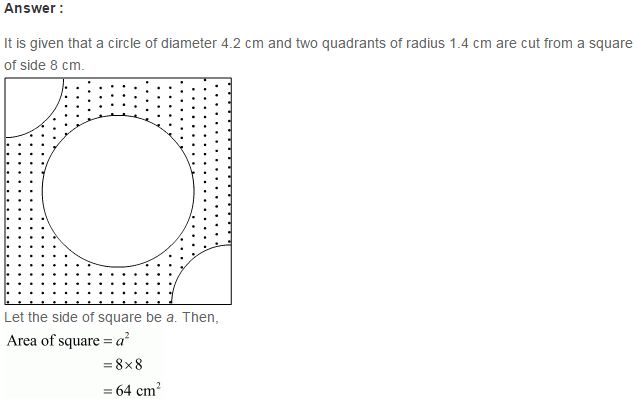 Answer :
It is given that a circle of diameter 4.2 cm and two quadrants of radius 1.4 cm are cut from a square
of side 8 cm.
Let the side of square be a. Then,
Area of square = a²
= 8×8
= 64 cm²